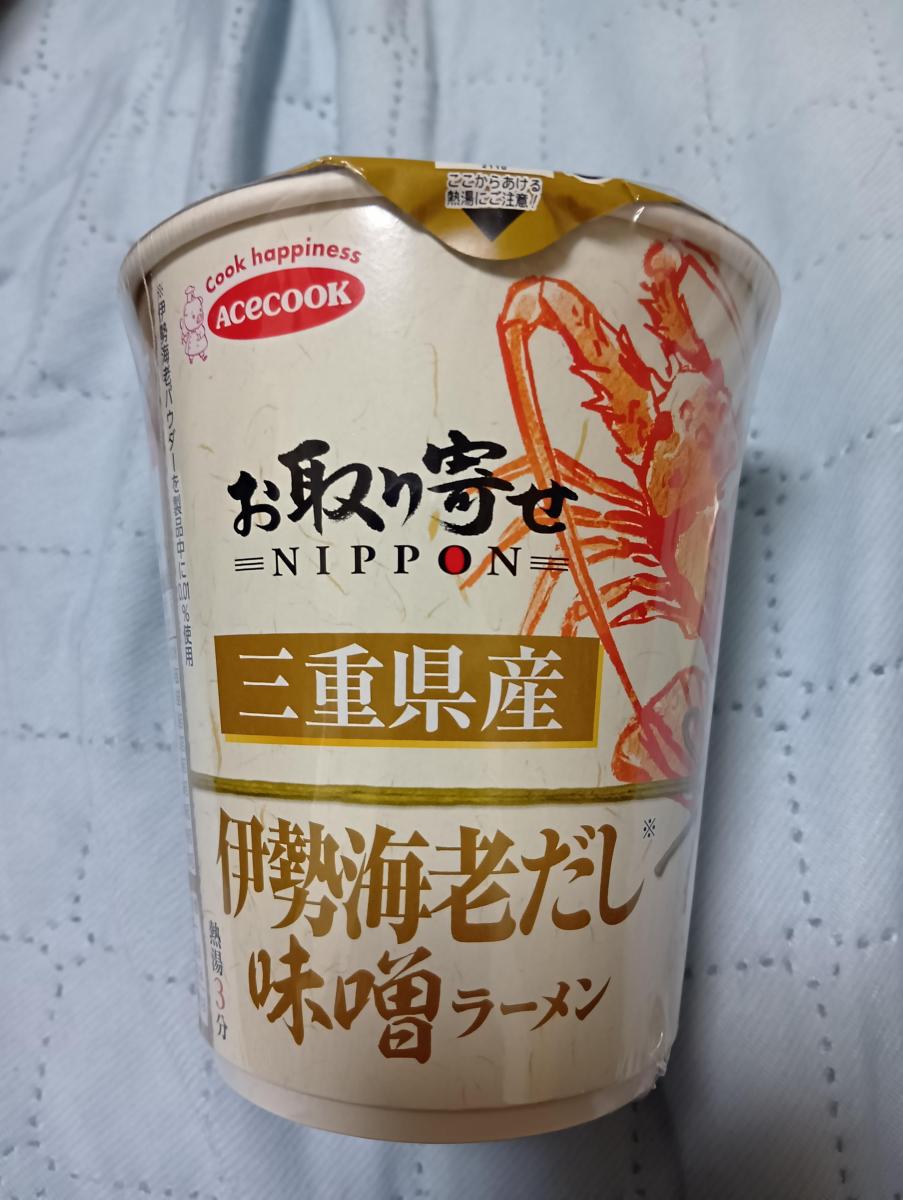 ここからあける
熱湯にご注意!!
Cook happiness
ACECOOK
※伊勢海老パウダーを製品中に0.01%使用
お取り寄せ
NIPPON
三重県産
伊勢海老だし※
味噌ラーメン
熱湯3分